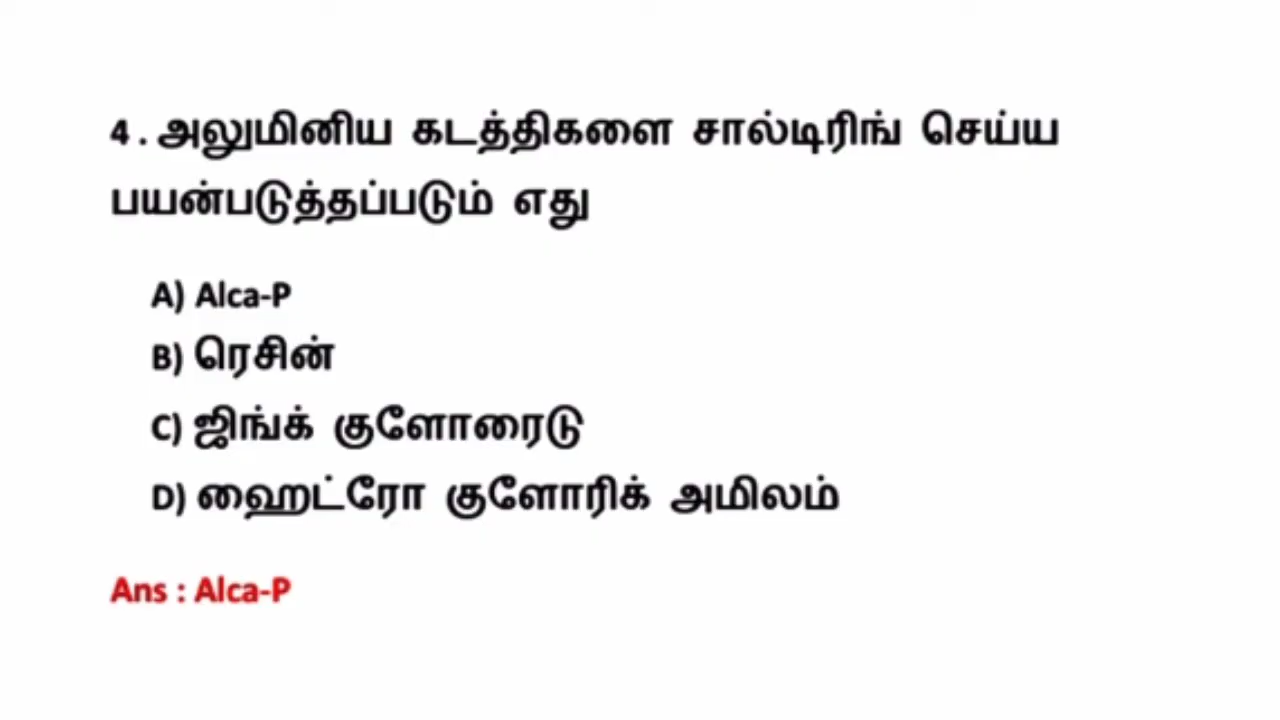 4 . அலுமினிய கடத்திகளை சால்டிரிங் செய்ய
பயன்படுத்தப்படும் எது
A) Alca-P
B) ரெசின்
C) ஜிங்க் குளோரைடு
D) ஹைட்ரோ குளோரிக் அமிலம்
Ans : Alca-P